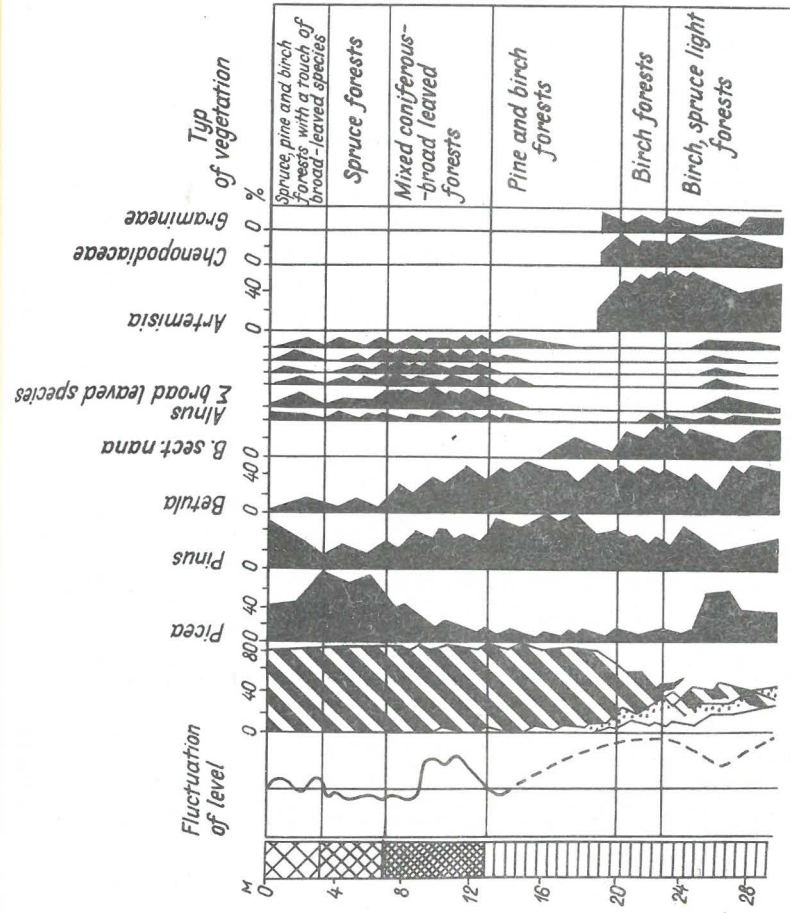 Typ
of vegetation
Spruce, pine and birch
forests with a touch of
broad-leaved species
Spruce forests
Mixed coniferous-
-broad leaved
forests
Pine and birch
forests
Birch forests
Birch, spruce light
forests
%
Gramineae
0
Chenopodiaceae
0
Artemisia
40
0
Σ broad leaved species
Alnus
B. sect. nana
0
Betula
40
0
Pinus
0
Picea
40
0
80
40
0
Fluctuation
of level
M
0
4
8
12
16
20
24
28